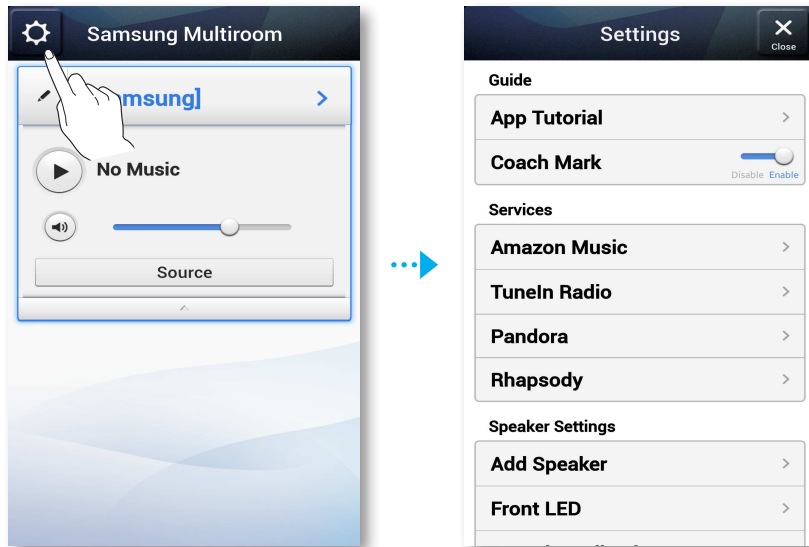 Samsung Multiroom
msung]
No Music
Source
Settings
Close
Guide
App Tutorial
Coach Mark
Disable Enable
Services
Amazon Music
TuneIn Radio
Pandora
Rhapsody
Speaker Settings
Add Speaker
Front LED